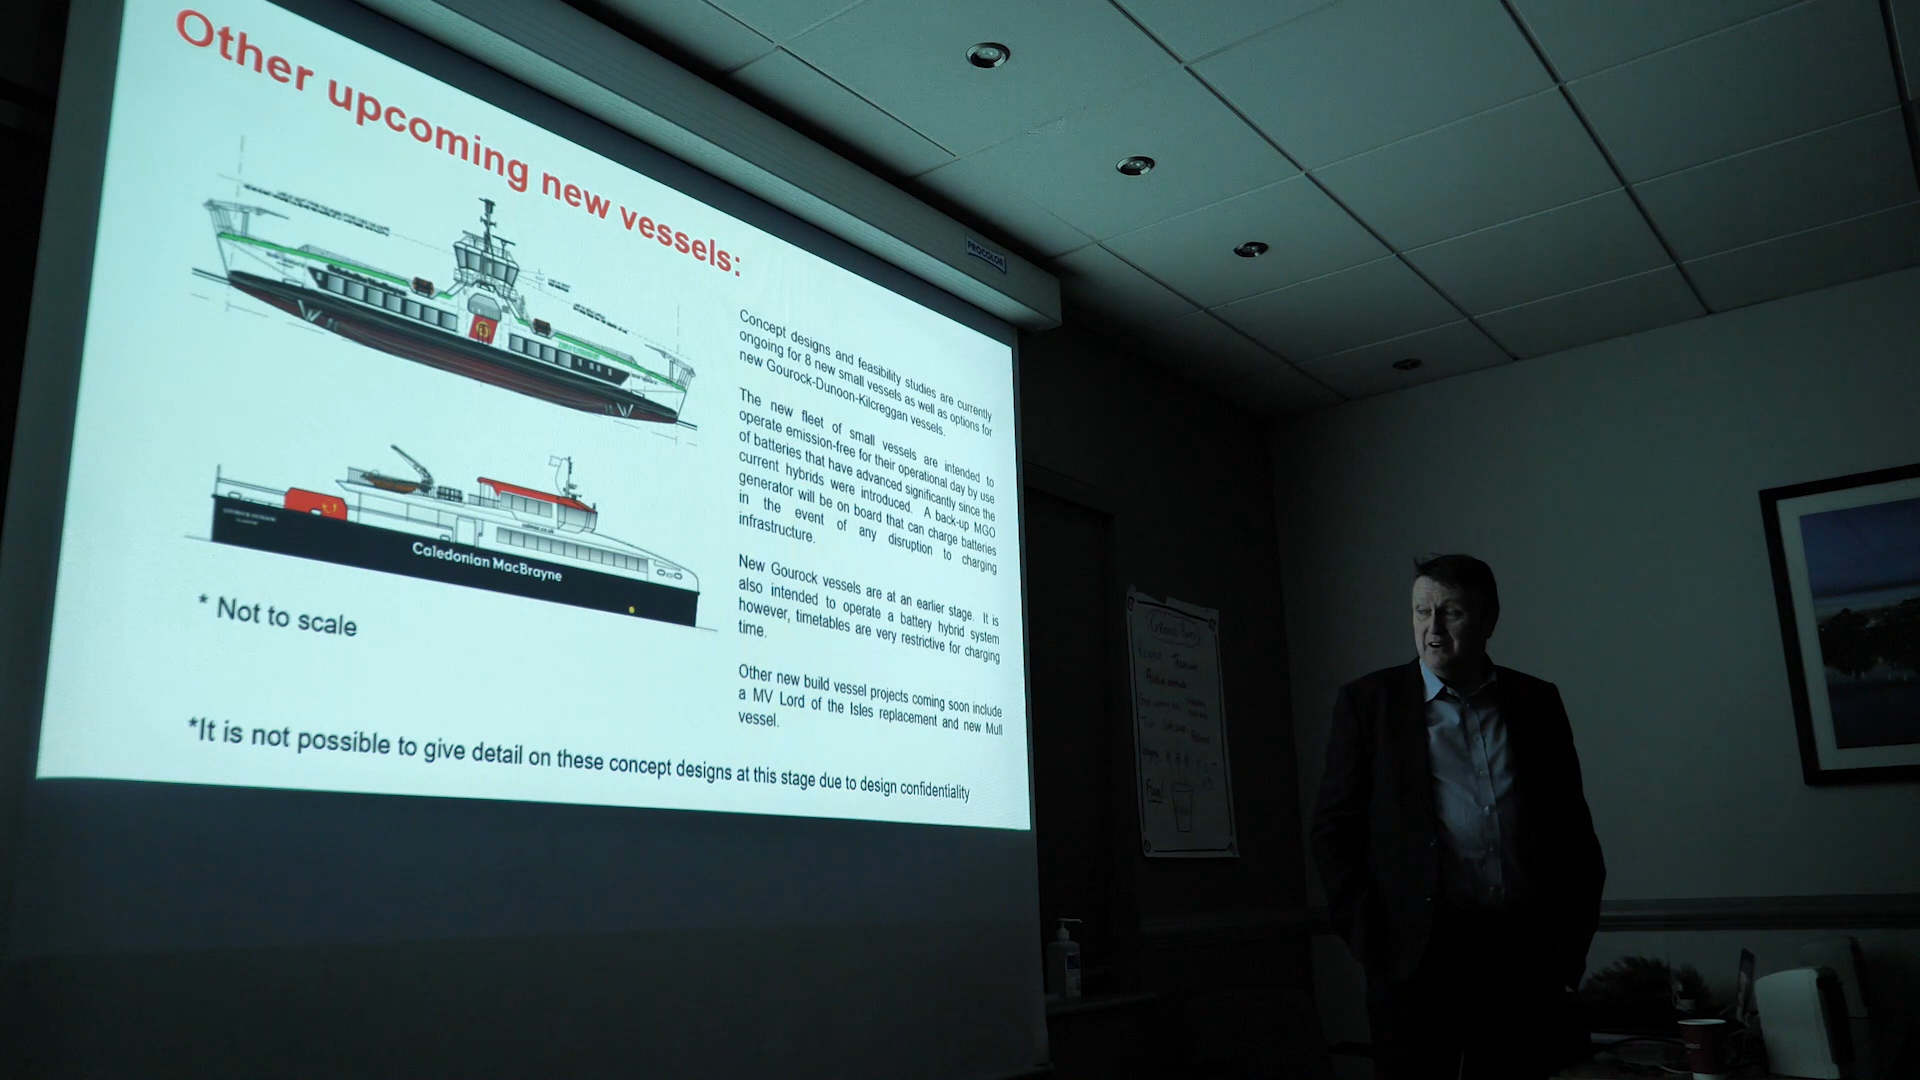 Other upcoming new vessels:
PROCOLOR
Concept designs and feasibility studies are currently
ongoing for 8 new small vessels as well as options for
new Gourock-Dunoon-Kilcreggan vessels.
The new fleet of small vessels are intended to
operate emission-free for their operational day by use
of batteries that have advanced significantly since the
current hybrids were introduced. A back-up MGO
generator will be on board that can charge batteries
in the event of any disruption to charging
infrastructure.
New Gourock vessels are at an earlier stage. It is
also intended to operate a battery hybrid system
however, timetables are very restrictive for charging
time.
Other new build vessel projects coming soon include
a MV Lord of the Isles replacement and new Mull
vessel.
Caledonian MacBrayne
* Not to scale
*It is not possible to give detail on these concept designs at this stage due to design confidentiality